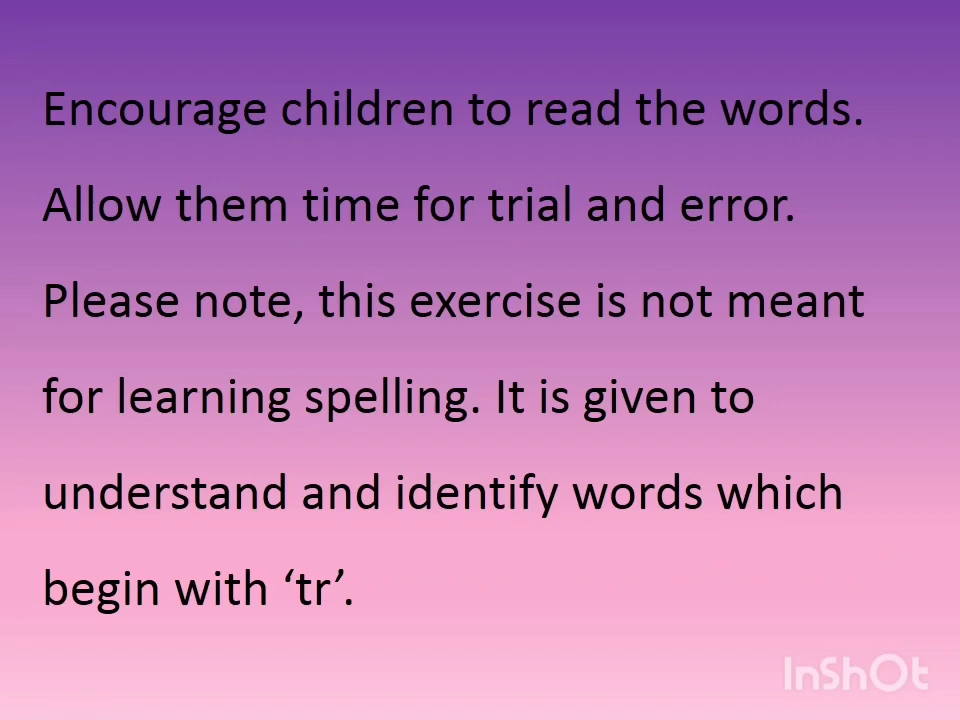 Encourage children to read the words.
Allow them time for trial and error.
Please note, this exercise is not meant
for learning spelling. It is given to
understand and identify words which
begin with ‘tr’.
InShOt